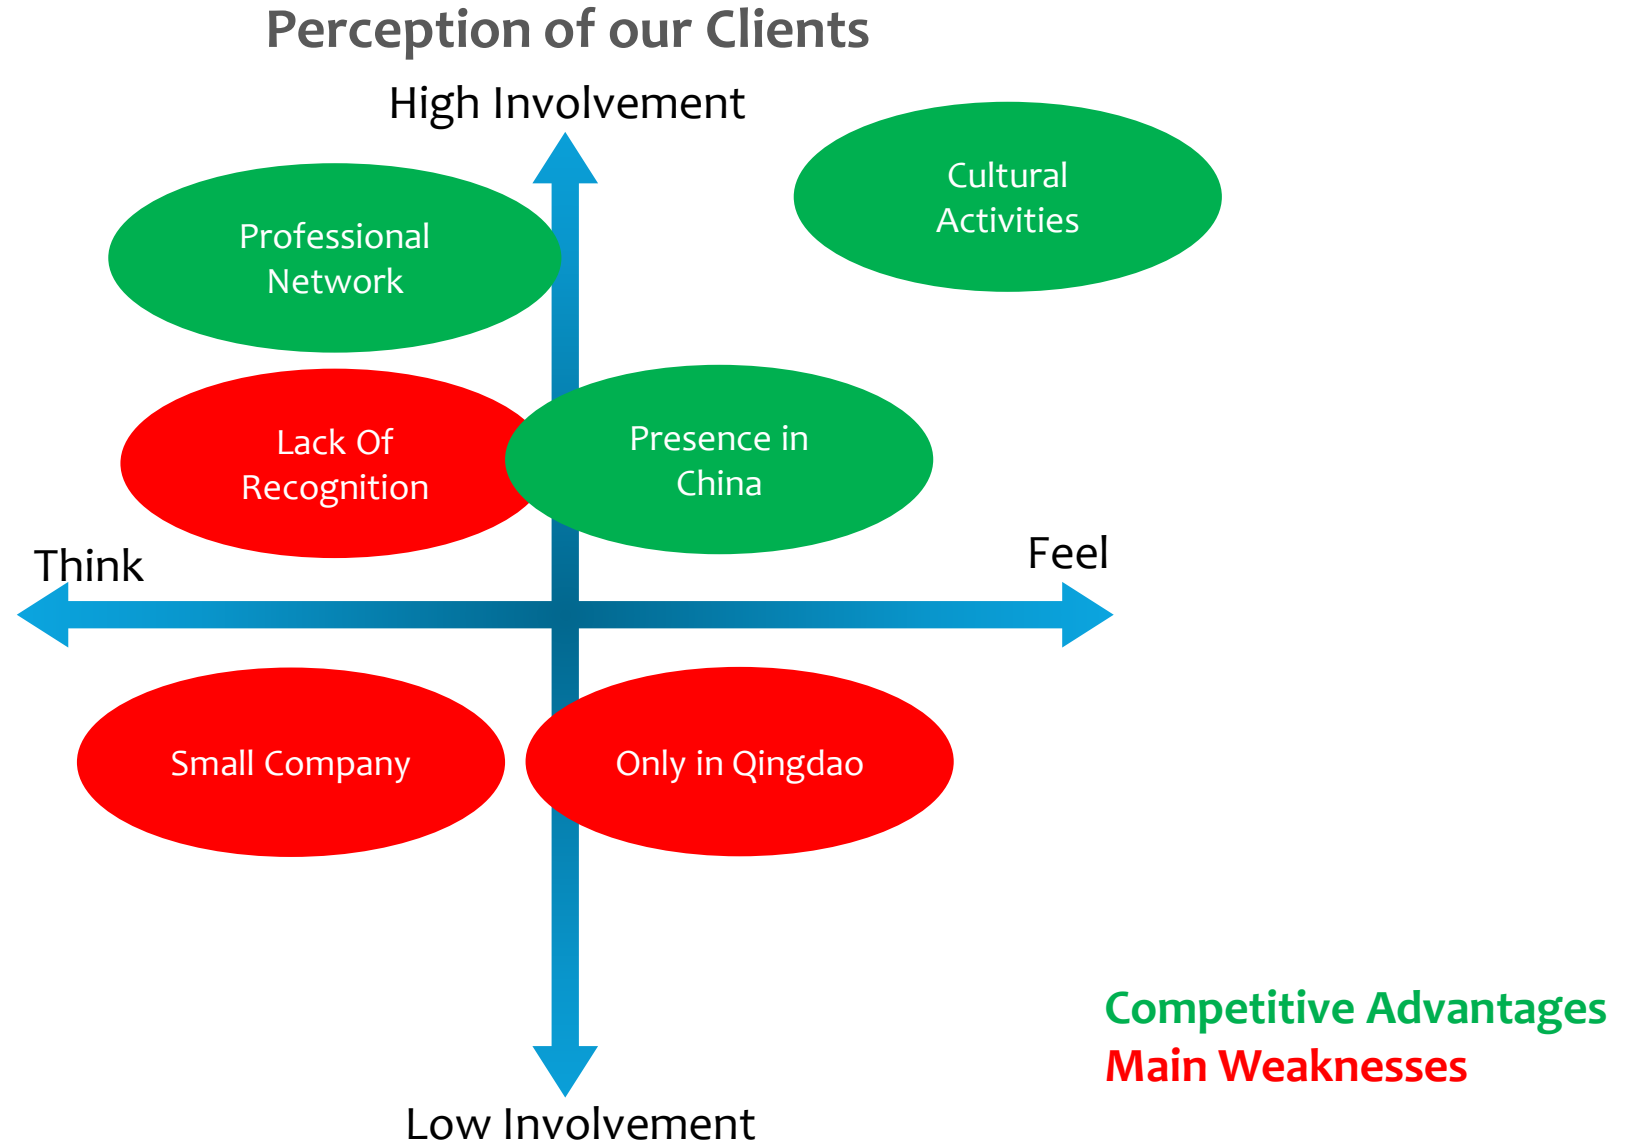 Perception of our Clients
High Involvement
Cultural
Activities
Professional
Network
Lack Of
Recognition
Presence in
China
Think
Feel
Small Company
Only in Qingdao
Competitive Advantages
Main Weaknesses
Low Involvement